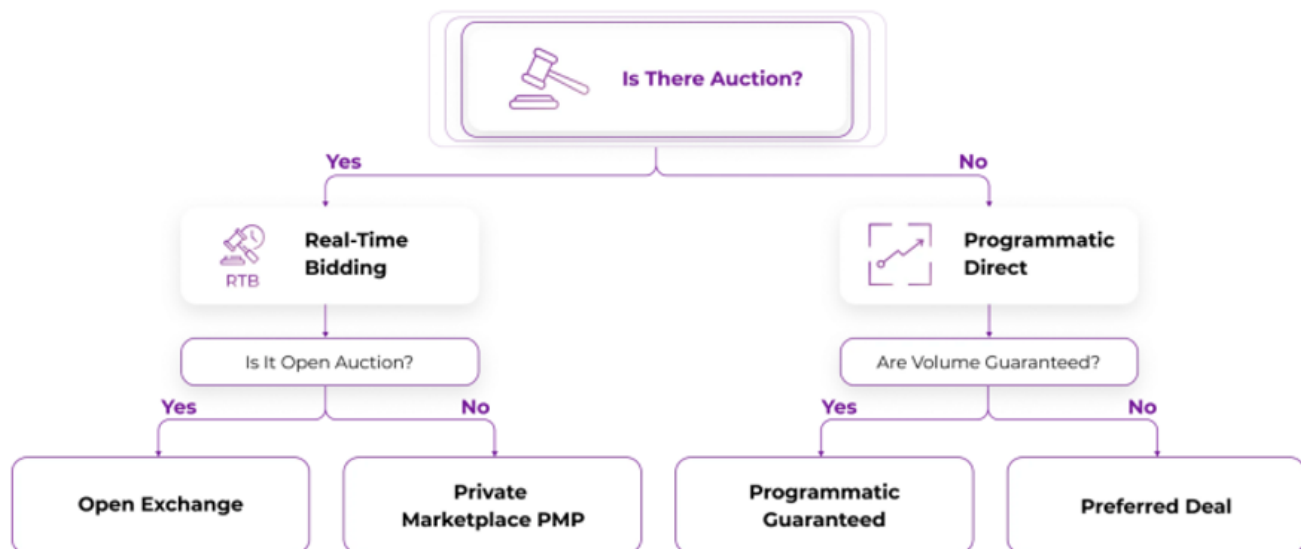 Is There Auction?
Yes
No
Real-Time
Bidding
RTB
Programmatic
Direct
Is It Open Auction?
Are Volume Guaranteed?
Yes
No
Yes
No
Open Exchange
Private
Marketplace PMP
Programmatic
Guaranteed
Preferred Deal